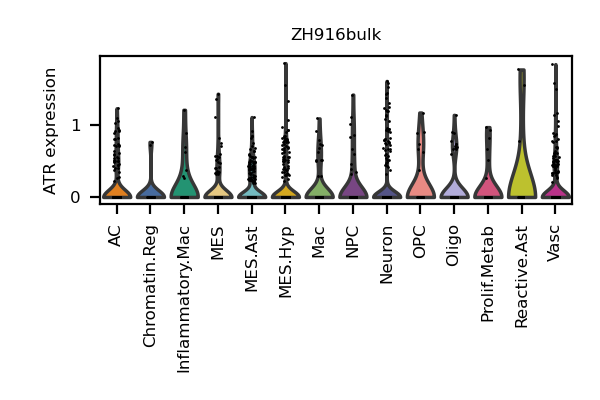 ZH916bulk
ATR expression
1
0
AC
Chromatin.Reg
Inflammatory.Mac
MES
MES.Ast
MES.Hyp
Mac
NPC
Neuron
OPC
Oligo
Prolif.Metab
Reactive.Ast
Vasc